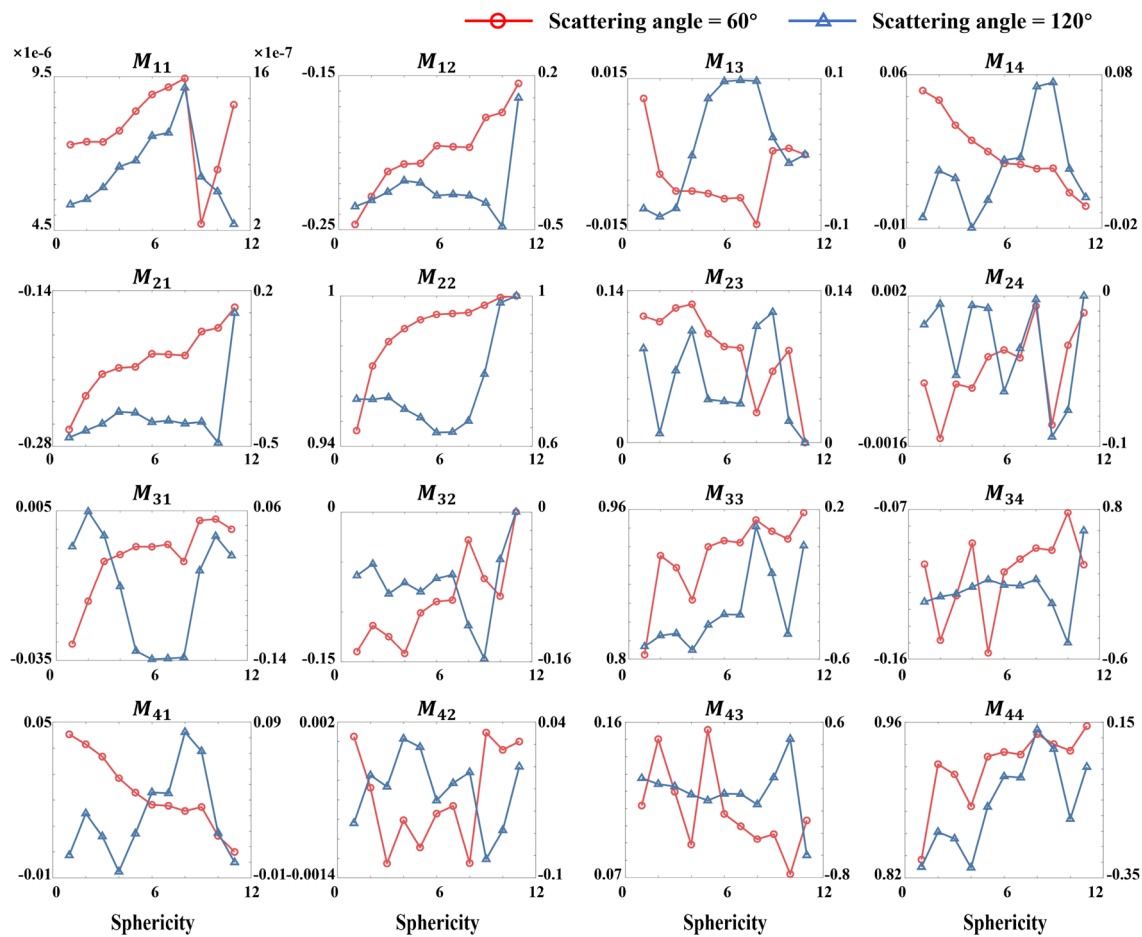 Scattering angle = 60° Scattering angle = 120°
×1e-6 M11 ×1e-7 M12 M13 M14
9.5 16 -0.15 0.2 0.015 0.1 0.06 0.08
4.5 2 -0.25 -0.5 -0.015 -0.1 -0.01 -0.02
0 6 12 0 6 12 0 6 12 0 6 12
M21 M22 M23 M24
-0.14 0.2 1 1 0.14 0.14 0.002 0
-0.28 -0.5 0.94 0.6 0 0 -0.0016 -0.1
0 6 12 0 6 12 0 6 12 0 6 12
M31 M32 M33 M34
0.005 0.06 0 0 0.96 0.2 -0.07 0.8
-0.035 -0.14 -0.15 -0.16 0.8 -0.6 -0.16 -0.6
0 6 12 0 6 12 0 6 12 0 6 12
M41 M42 M43 M44
0.05 0.09 0.002 0.04 0.16 0.6 0.96 0.15
-0.01 -0.01 -0.0014 -0.1 0.07 -0.8 0.82 -0.35
0 6 12 0 6 12 0 6 12 0 6 12
Sphericity Sphericity Sphericity Sphericity